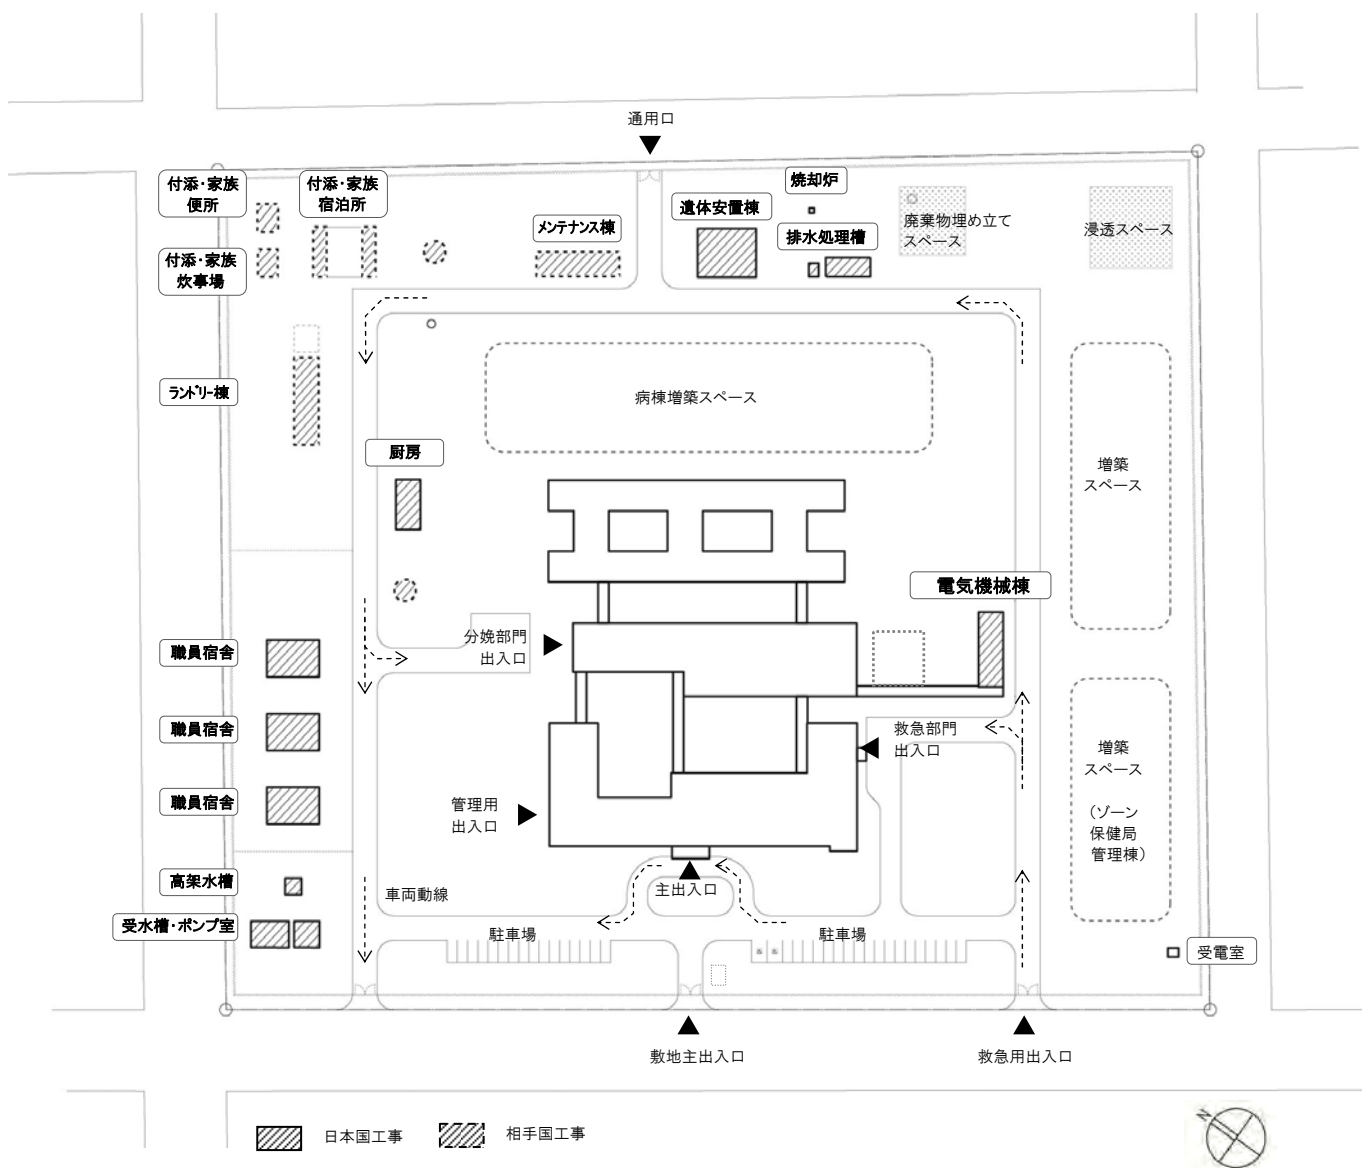 通用口
付添・家族
便所
付添・家族
宿泊所
付添・家族
炊事場
メンテナンス棟
遺体安置棟
焼却炉
排水処理槽
廃棄物埋め立て
スペース
浸透スペース
ランドリー棟
病棟増築スペース
厨房
増築
スペース
電気機械棟
分娩部門
出入口
職員宿舎
職員宿舎
職員宿舎
救急部門
出入口
増築
スペース
(ゾーン
保健局
管理棟)
管理用
出入口
高架水槽
車両動線
主出入口
受水槽・ポンプ室
駐車場
駐車場
受電室
敷地主出入口
救急用出入口
日本国工事
相手国工事
N